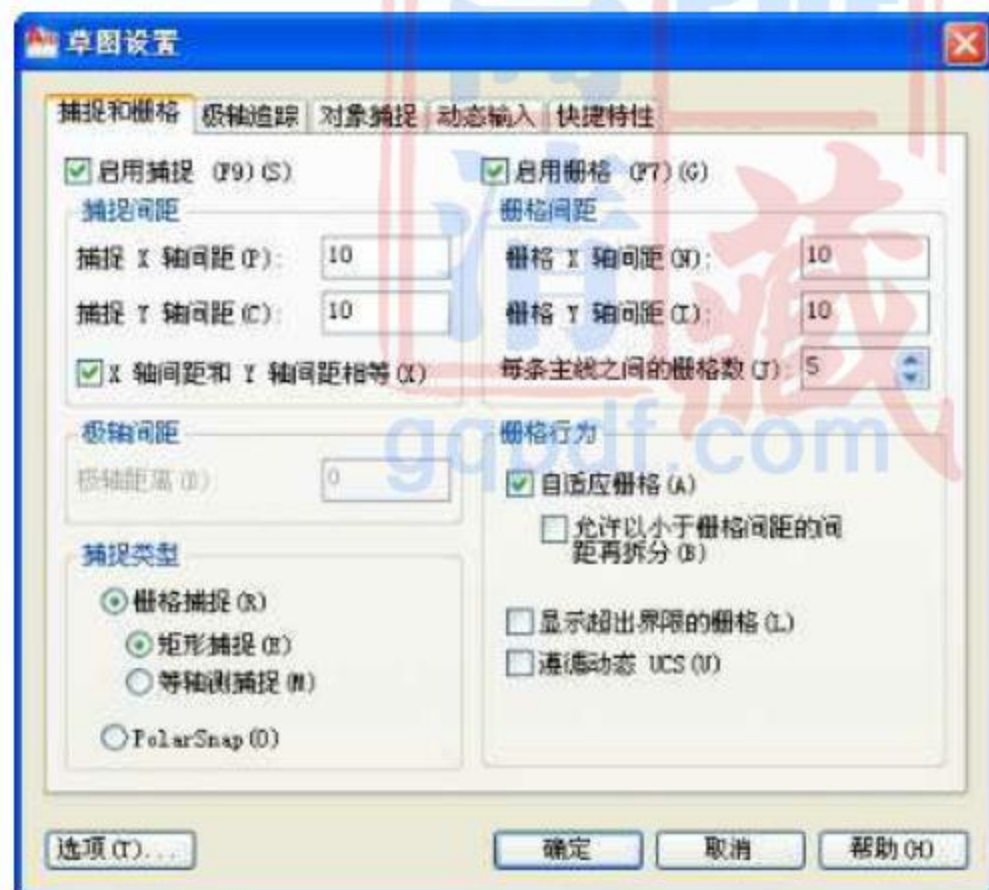 草图设置
捕捉和栅格 极轴追踪 对象捕捉 动态输入 快捷特性
启用捕捉 (F9)(S)
捕捉间距
捕捉 X 轴间距(P): 10
捕捉 Y 轴间距(C): 10
X 轴间距和 Y 轴间距相等(X)
极轴间距
极轴距离(D): 0
捕捉类型
栅格捕捉(R)
矩形捕捉(E)
等轴测捕捉(M)
PolarSnap(O)
启用栅格 (F7)(G)
栅格间距
栅格 X 轴间距(N): 10
栅格 Y 轴间距(I): 10
每条主线之间的栅格数(J): 5
栅格行为
自适应栅格(A)
允许以小于栅格间距的间
距再拆分(B)
显示超出界限的栅格(L)
遵循动态 UCS(U)
选项(T)... 确定 取消 帮助(H)
清藏
gqpdf.com